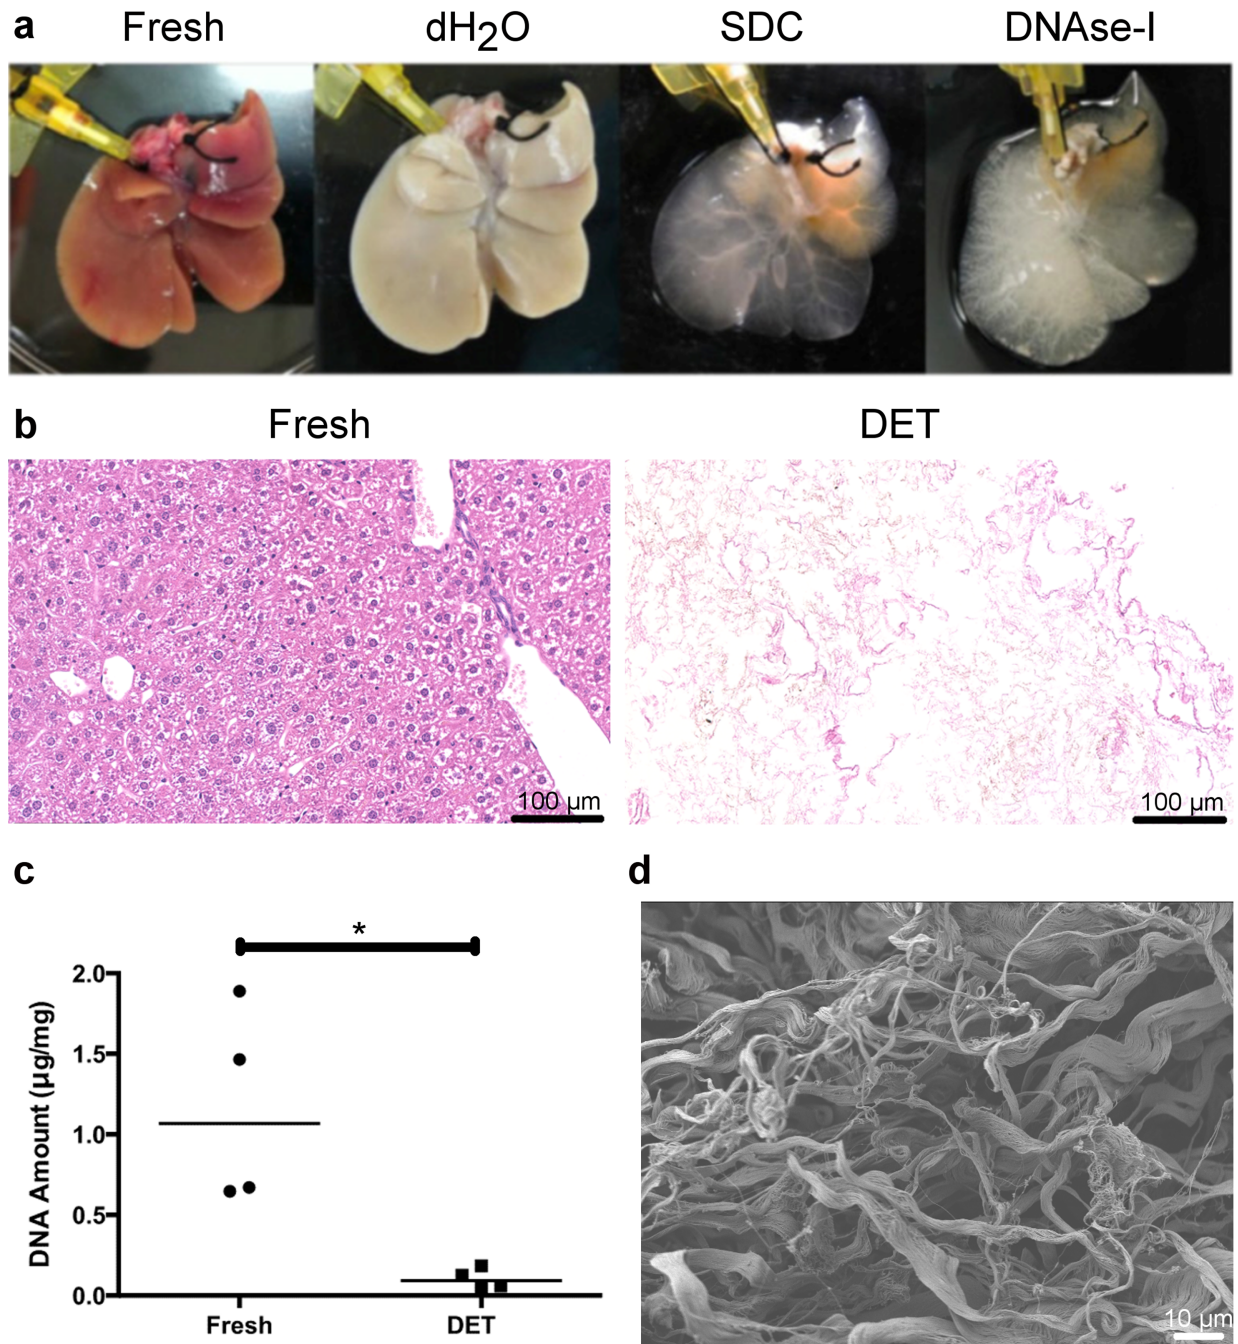 a Fresh dH2O SDC DNAse-I
b Fresh DET
100 µm 100 µm
c d
*
2.0
1.5
1.0
0.5
0.0
DNA Amount (µg/mg)
Fresh DET
10 µm